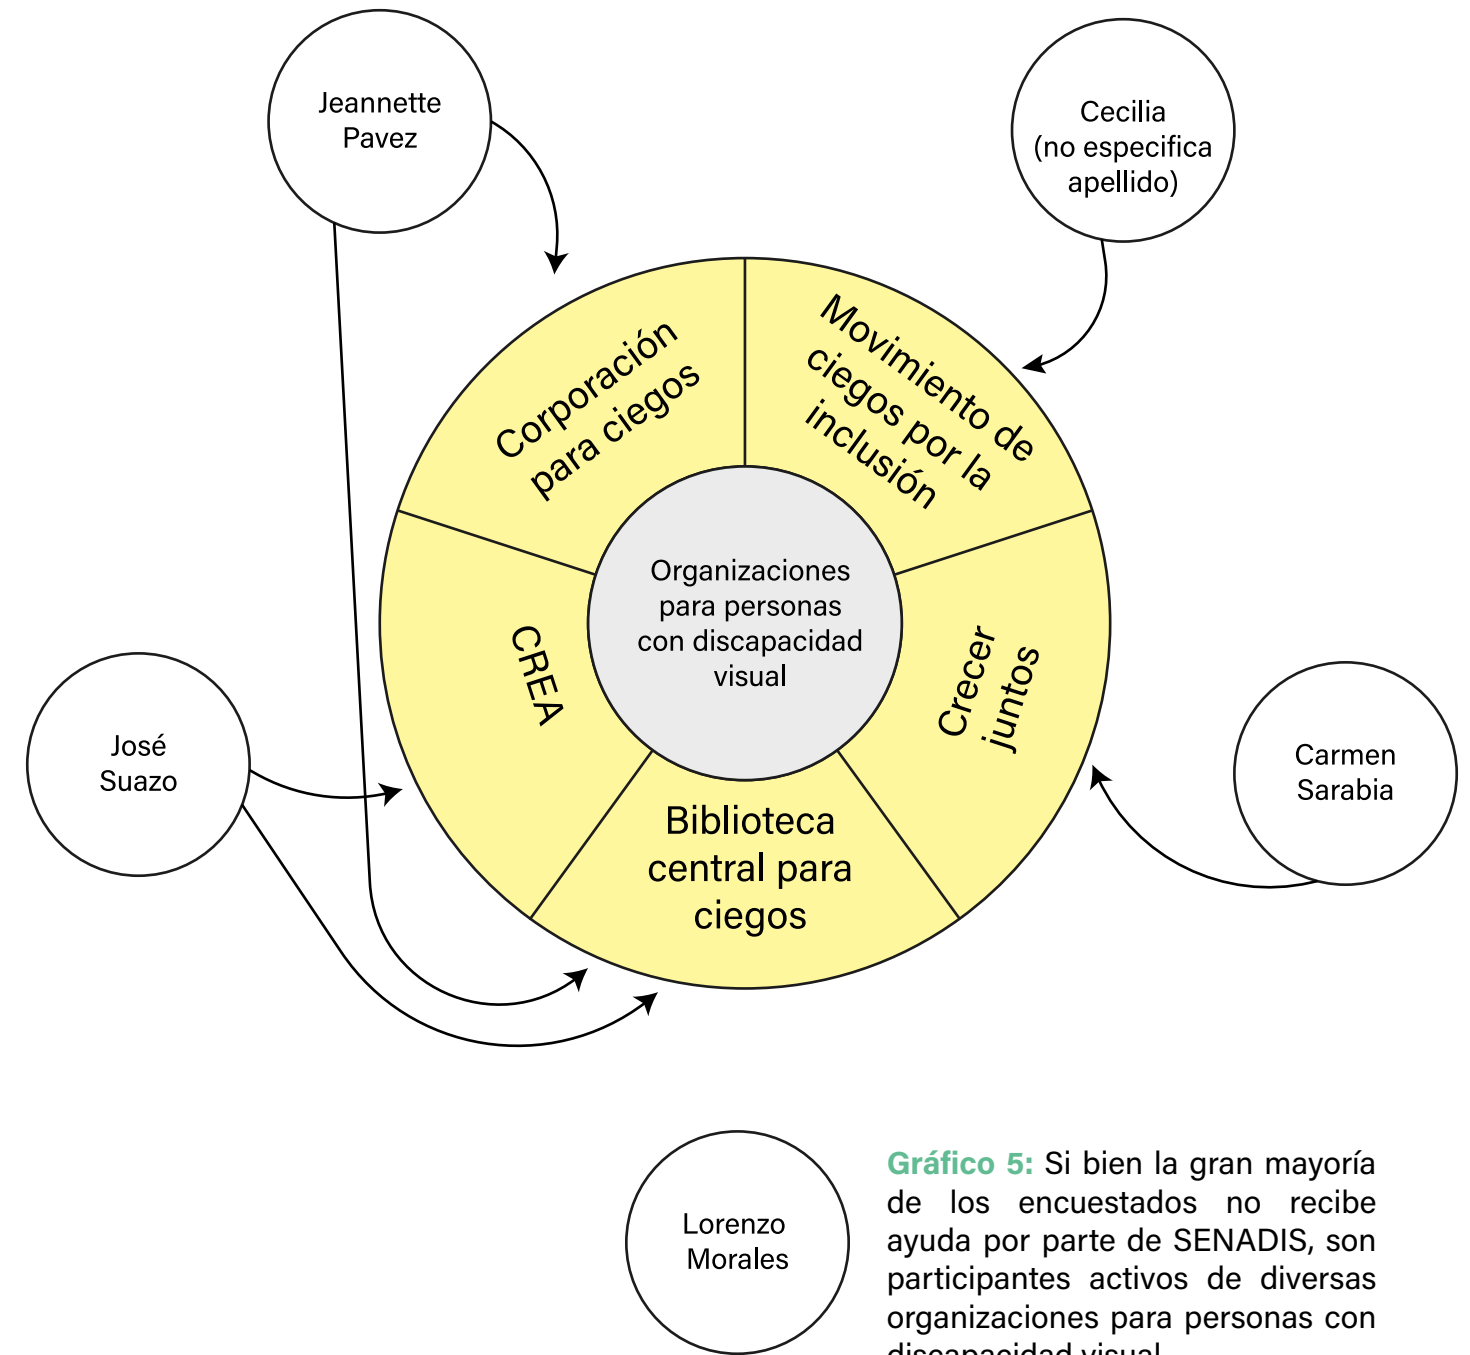 Jeannette
Pavez
Cecilia
(no especifica
apellido)
Corporación
para ciegos
Movimiento de
ciegos por la
inclusión
Organizaciones
para personas
con discapacidad
visual
CREA
Crecer
juntos
José
Suazo
Carmen
Sarabia
Biblioteca
central para
ciegos
Lorenzo
Morales
Gráfico 5: Si bien la gran mayoría
de los encuestados no recibe
ayuda por parte de SENADIS, son
participantes activos de diversas
organizaciones para personas con
discapacidad visual